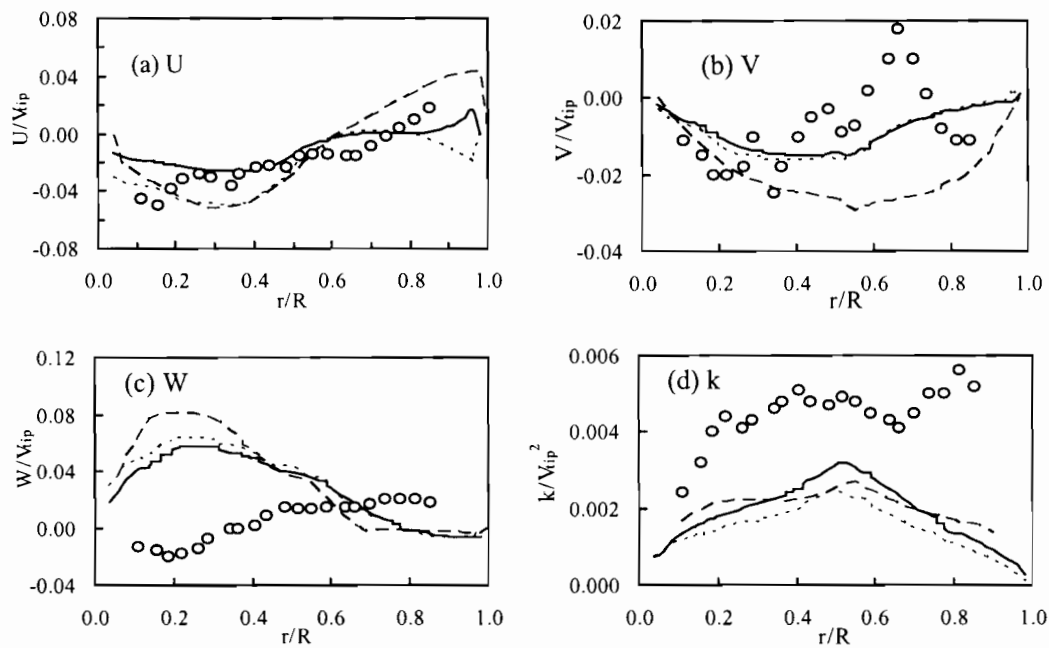 0.08
0.04
0.00
-0.04
-0.08
U/Vtip
(a) U
0.0 0.2 0.4 0.6 0.8 1.0
r/R
0.02
0.00
-0.02
-0.04
V/Vtip
(b) V
0.0 0.2 0.4 0.6 0.8 1.0
r/R
0.12
0.08
0.04
0.00
-0.04
W/Vtip
(c) W
0.0 0.2 0.4 0.6 0.8 1.0
r/R
0.006
0.004
0.002
0.000
k/Vtip²
(d) k
0.0 0.2 0.4 0.6 0.8 1.0
r/R